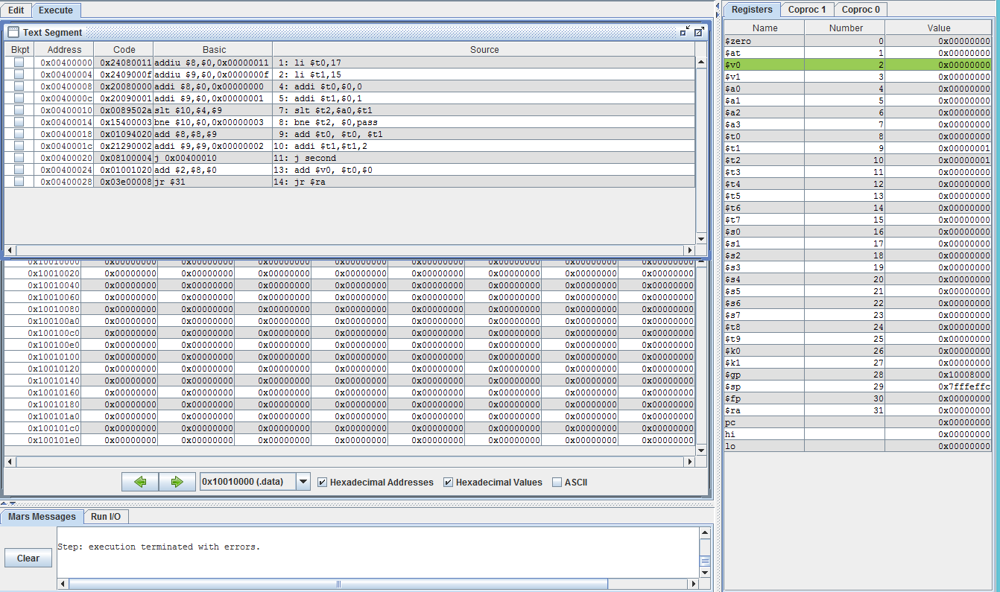 Edit Execute
Text Segment
Bkpt Address Code Basic Source
0x00400000 0x24080011 addiu $8,$0,0x00000011 1: li $t0,17
0x00400004 0x2409000f addiu $9,$0,0x0000000f 2: li $t1,15
0x00400008 0x20080000 addi $8,$0,0x00000000 4: addi $t0,$0,0
0x0040000c 0x20090001 addi $9,$0,0x00000001 5: addi $t1,$0,1
0x00400010 0x0089502a slt $10,$4,$9 7: slt $t2,$a0,$t1
0x00400014 0x15400003 bne $10,$0,0x00000003 8: bne $t2, $0,pass
0x00400018 0x01094020 add $8,$8,$9 9: add $t0, $t0, $t1
0x0040001c 0x21290002 addi $9,$9,0x00000002 10: addi $t1,$t1,2
0x00400020 0x08100004 j 0x00400010 11: j second
0x00400024 0x01001020 add $2,$8,$0 13: add $v0, $t0,$0
0x00400028 0x03e00008 jr $31 14: jr $ra
0x10010000 0x00000000 0x00000000 0x00000000 0x00000000 0x00000000 0x00000000 0x00000000 0x00000000
0x10010020 0x00000000 0x00000000 0x00000000 0x00000000 0x00000000 0x00000000 0x00000000 0x00000000
0x10010040 0x00000000 0x00000000 0x00000000 0x00000000 0x00000000 0x00000000 0x00000000 0x00000000
0x10010060 0x00000000 0x00000000 0x00000000 0x00000000 0x00000000 0x00000000 0x00000000 0x00000000
0x10010080 0x00000000 0x00000000 0x00000000 0x00000000 0x00000000 0x00000000 0x00000000 0x00000000
0x100100a0 0x00000000 0x00000000 0x00000000 0x00000000 0x00000000 0x00000000 0x00000000 0x00000000
0x100100c0 0x00000000 0x00000000 0x00000000 0x00000000 0x00000000 0x00000000 0x00000000 0x00000000
0x100100e0 0x00000000 0x00000000 0x00000000 0x00000000 0x00000000 0x00000000 0x00000000 0x00000000
0x10010100 0x00000000 0x00000000 0x00000000 0x00000000 0x00000000 0x00000000 0x00000000 0x00000000
0x10010120 0x00000000 0x00000000 0x00000000 0x00000000 0x00000000 0x00000000 0x00000000 0x00000000
0x10010140 0x00000000 0x00000000 0x00000000 0x00000000 0x00000000 0x00000000 0x00000000 0x00000000
0x10010160 0x00000000 0x00000000 0x00000000 0x00000000 0x00000000 0x00000000 0x00000000 0x00000000
0x10010180 0x00000000 0x00000000 0x00000000 0x00000000 0x00000000 0x00000000 0x00000000 0x00000000
0x100101a0 0x00000000 0x00000000 0x00000000 0x00000000 0x00000000 0x00000000 0x00000000 0x00000000
0x100101c0 0x00000000 0x00000000 0x00000000 0x00000000 0x00000000 0x00000000 0x00000000 0x00000000
0x100101e0 0x00000000 0x00000000 0x00000000 0x00000000 0x00000000 0x00000000 0x00000000 0x00000000
0x10010000 (.data) Hexadecimal Addresses Hexadecimal Values ASCII
Mars Messages Run I/O
Clear
Step: execution terminated with errors.
Registers Coproc 1 Coproc 0
Name Number Value
$zero 0 0x00000000
$at 1 0x00000000
$v0 2 0x00000000
$v1 3 0x00000000
$a0 4 0x00000000
$a1 5 0x00000000
$a2 6 0x00000000
$a3 7 0x00000000
$t0 8 0x00000000
$t1 9 0x00000001
$t2 10 0x00000001
$t3 11 0x00000000
$t4 12 0x00000000
$t5 13 0x00000000
$t6 14 0x00000000
$t7 15 0x00000000
$s0 16 0x00000000
$s1 17 0x00000000
$s2 18 0x00000000
$s3 19 0x00000000
$s4 20 0x00000000
$s5 21 0x00000000
$s6 22 0x00000000
$s7 23 0x00000000
$t8 24 0x00000000
$t9 25 0x00000000
$k0 26 0x00000000
$k1 27 0x00000000
$gp 28 0x10008000
$sp 29 0x7fffeffc
$fp 30 0x00000000
$ra 31 0x00000000
pc 0x00000000
hi 0x00000000
lo 0x00000000